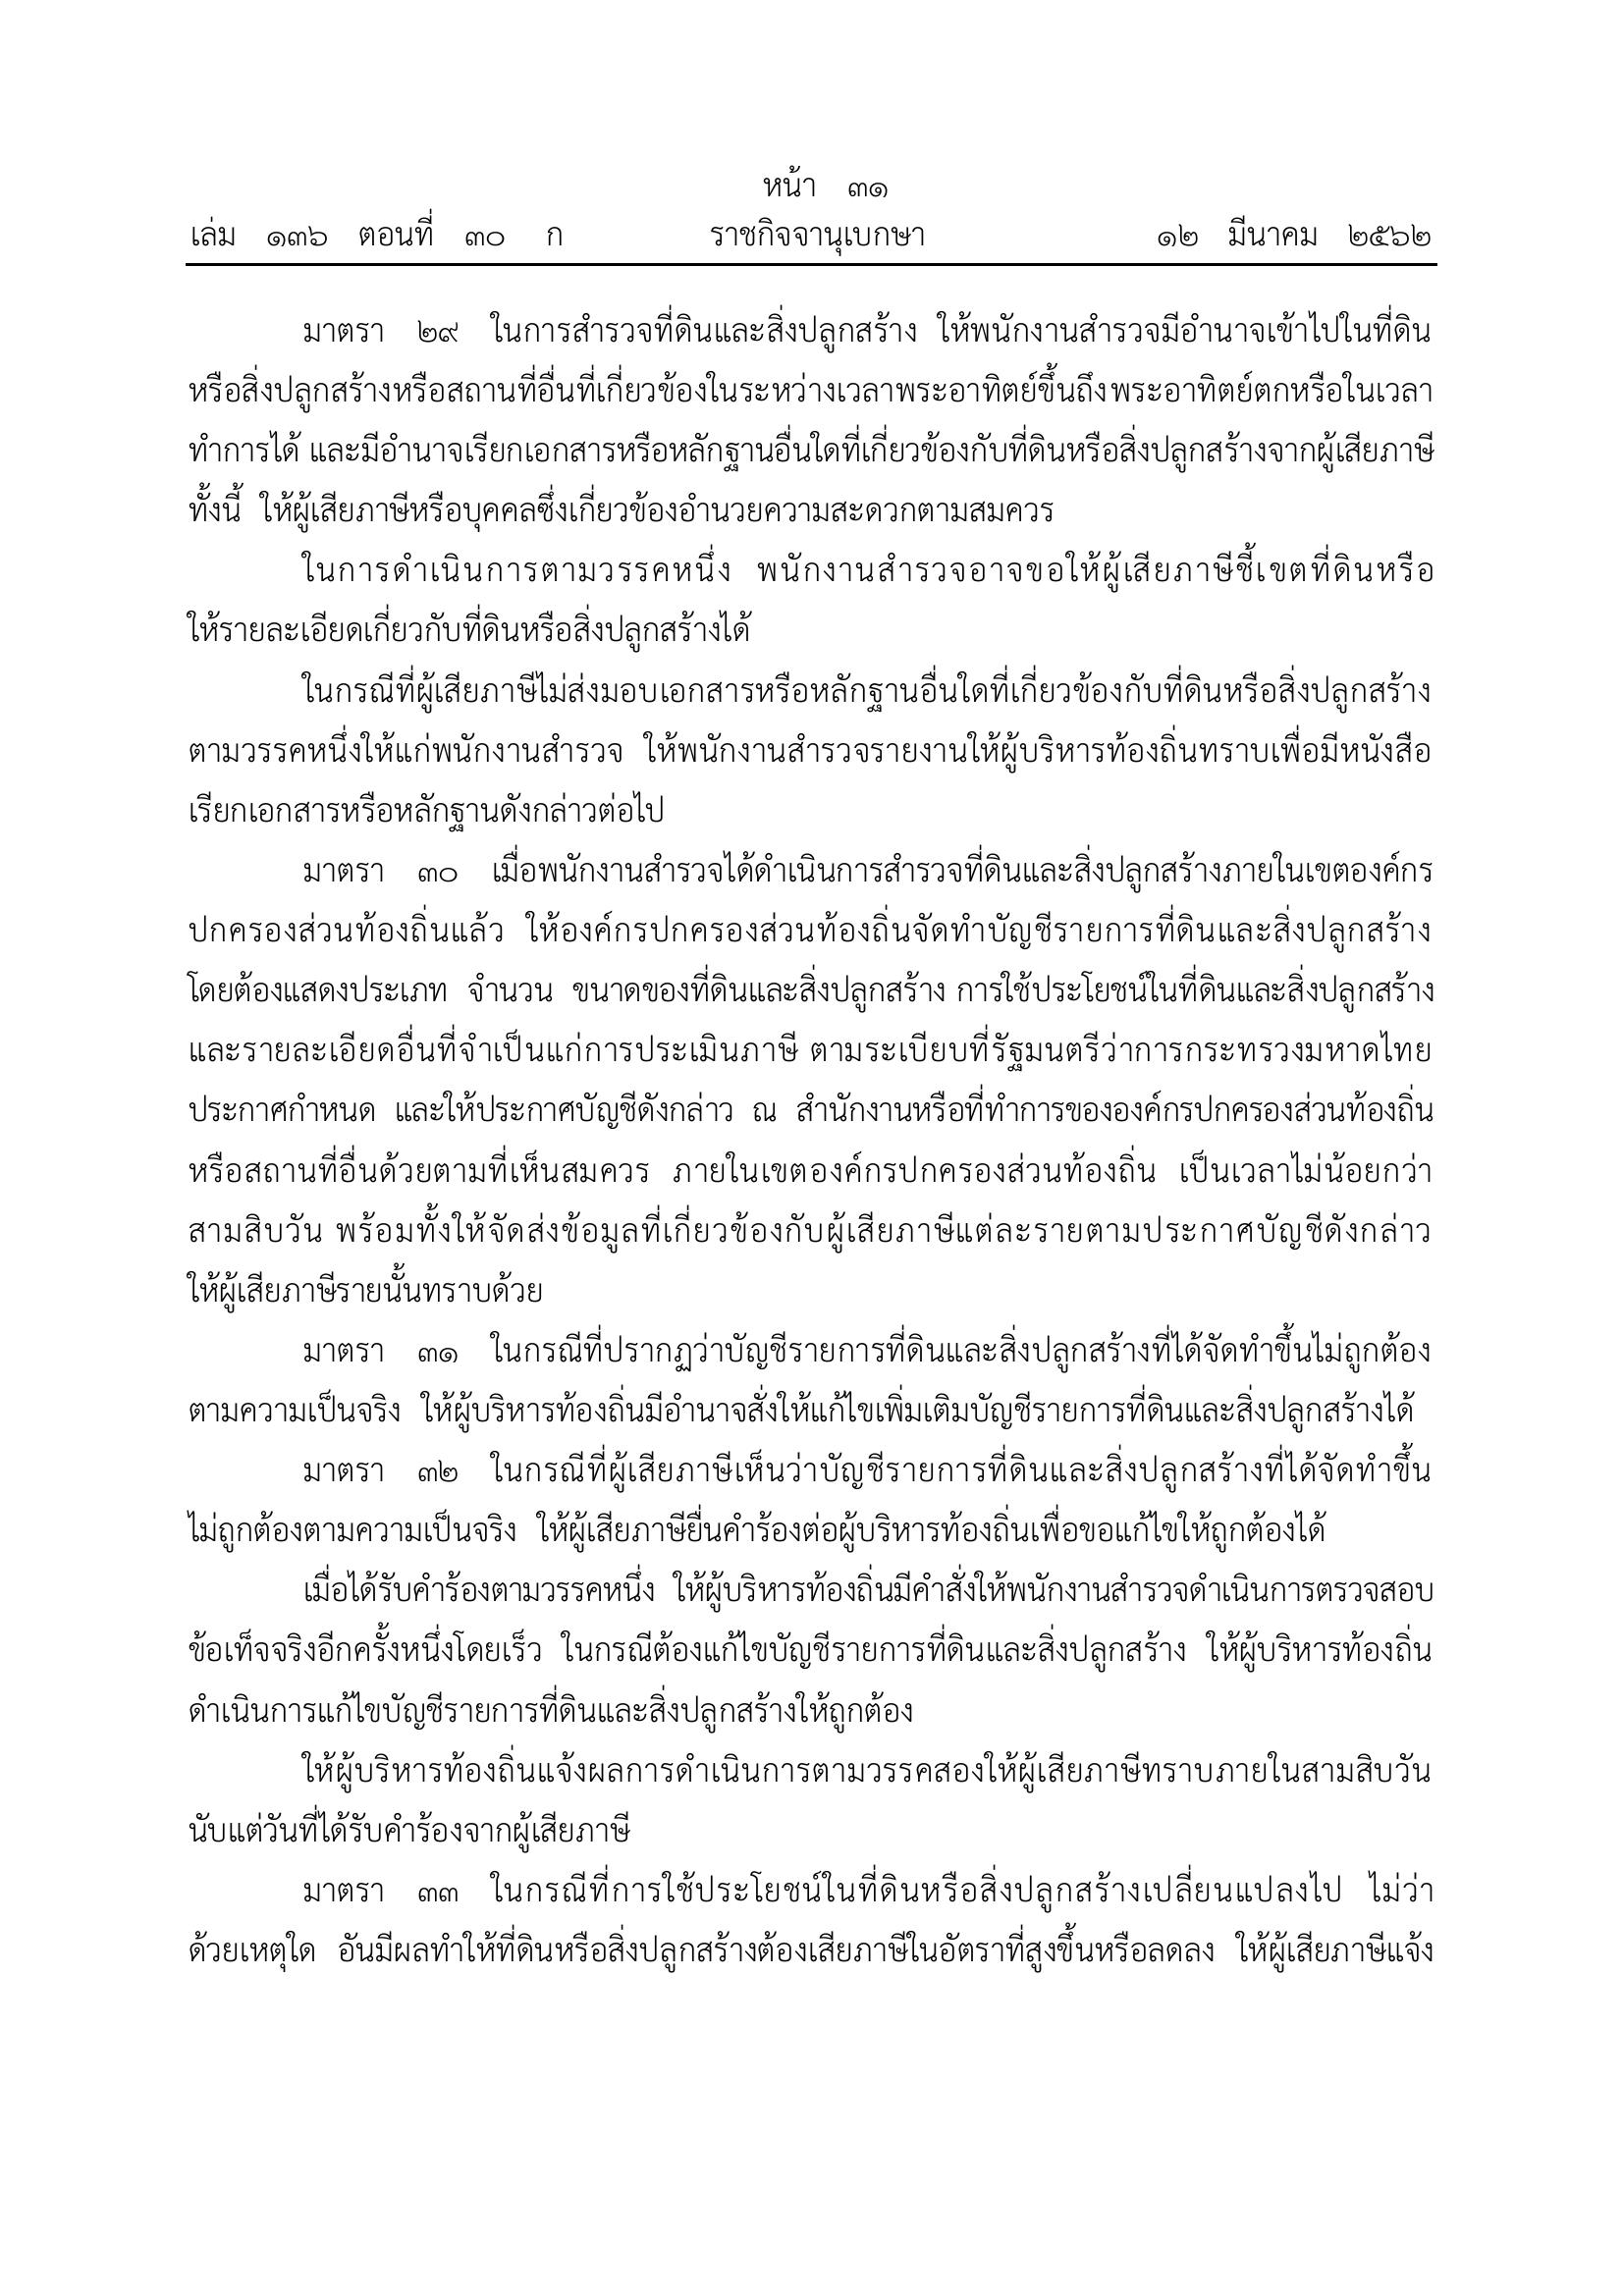 หน้า ๓๑
เล่ม ๑๓๖ ตอนที่ ๓๐ ก ราชกิจจานุเบกษา ๑๒ มีนาคม ๒๕๖๒
มาตรา ๒๙ ในการสำรวจที่ดินและสิ่งปลูกสร้าง ให้พนักงานสำรวจมีอำนาจเข้าไปในที่ดิน
หรือสิ่งปลูกสร้างหรือสถานที่อื่นที่เกี่ยวข้องในระหว่างเวลาพระอาทิตย์ขึ้นถึงพระอาทิตย์ตกหรือในเวลา
ทำการได้ และมีอำนาจเรียกเอกสารหรือหลักฐานอื่นใดที่เกี่ยวข้องกับที่ดินหรือสิ่งปลูกสร้างจากผู้เสียภาษี
ทั้งนี้ ให้ผู้เสียภาษีหรือบุคคลซึ่งเกี่ยวข้องอำนวยความสะดวกตามสมควร
ในการดำเนินการตามวรรคหนึ่ง พนักงานสำรวจอาจขอให้ผู้เสียภาษีชี้เขตที่ดินหรือ
ให้รายละเอียดเกี่ยวกับที่ดินหรือสิ่งปลูกสร้างได้
ในกรณีที่ผู้เสียภาษีไม่ส่งมอบเอกสารหรือหลักฐานอื่นใดที่เกี่ยวข้องกับที่ดินหรือสิ่งปลูกสร้าง
ตามวรรคหนึ่งให้แก่พนักงานสำรวจ ให้พนักงานสำรวจรายงานให้ผู้บริหารท้องถิ่นทราบเพื่อมีหนังสือ
เรียกเอกสารหรือหลักฐานดังกล่าวต่อไป
มาตรา ๓๐ เมื่อพนักงานสำรวจได้ดำเนินการสำรวจที่ดินและสิ่งปลูกสร้างภายในเขตองค์กร
ปกครองส่วนท้องถิ่นแล้ว ให้องค์กรปกครองส่วนท้องถิ่นจัดทำบัญชีรายการที่ดินและสิ่งปลูกสร้าง
โดยต้องแสดงประเภท จำนวน ขนาดของที่ดินและสิ่งปลูกสร้าง การใช้ประโยชน์ในที่ดินและสิ่งปลูกสร้าง
และรายละเอียดอื่นที่จำเป็นแก่การประเมินภาษี ตามระเบียบที่รัฐมนตรีว่าการกระทรวงมหาดไทย
ประกาศกำหนด และให้ประกาศบัญชีดังกล่าว ณ สำนักงานหรือที่ทำการขององค์กรปกครองส่วนท้องถิ่น
หรือสถานที่อื่นด้วยตามที่เห็นสมควร ภายในเขตองค์กรปกครองส่วนท้องถิ่น เป็นเวลาไม่น้อยกว่า
สามสิบวัน พร้อมทั้งให้จัดส่งข้อมูลที่เกี่ยวข้องกับผู้เสียภาษีแต่ละรายตามประกาศบัญชีดังกล่าว
ให้ผู้เสียภาษีรายนั้นทราบด้วย
มาตรา ๓๑ ในกรณีที่ปรากฏว่าบัญชีรายการที่ดินและสิ่งปลูกสร้างที่ได้จัดทำขึ้นไม่ถูกต้อง
ตามความเป็นจริง ให้ผู้บริหารท้องถิ่นมีอำนาจสั่งให้แก้ไขเพิ่มเติมบัญชีรายการที่ดินและสิ่งปลูกสร้างได้
มาตรา ๓๒ ในกรณีที่ผู้เสียภาษีเห็นว่าบัญชีรายการที่ดินและสิ่งปลูกสร้างที่ได้จัดทำขึ้น
ไม่ถูกต้องตามความเป็นจริง ให้ผู้เสียภาษียื่นคำร้องต่อผู้บริหารท้องถิ่นเพื่อขอแก้ไขให้ถูกต้องได้
เมื่อได้รับคำร้องตามวรรคหนึ่ง ให้ผู้บริหารท้องถิ่นมีคำสั่งให้พนักงานสำรวจดำเนินการตรวจสอบ
ข้อเท็จจริงอีกครั้งหนึ่งโดยเร็ว ในกรณีต้องแก้ไขบัญชีรายการที่ดินและสิ่งปลูกสร้าง ให้ผู้บริหารท้องถิ่น
ดำเนินการแก้ไขบัญชีรายการที่ดินและสิ่งปลูกสร้างให้ถูกต้อง
ให้ผู้บริหารท้องถิ่นแจ้งผลการดำเนินการตามวรรคสองให้ผู้เสียภาษีทราบภายในสามสิบวัน
นับแต่วันที่ได้รับคำร้องจากผู้เสียภาษี
มาตรา ๓๓ ในกรณีที่การใช้ประโยชน์ในที่ดินหรือสิ่งปลูกสร้างเปลี่ยนแปลงไป ไม่ว่า
ด้วยเหตุใด อันมีผลทำให้ที่ดินหรือสิ่งปลูกสร้างต้องเสียภาษีในอัตราที่สูงขึ้นหรือลดลง ให้ผู้เสียภาษีแจ้ง